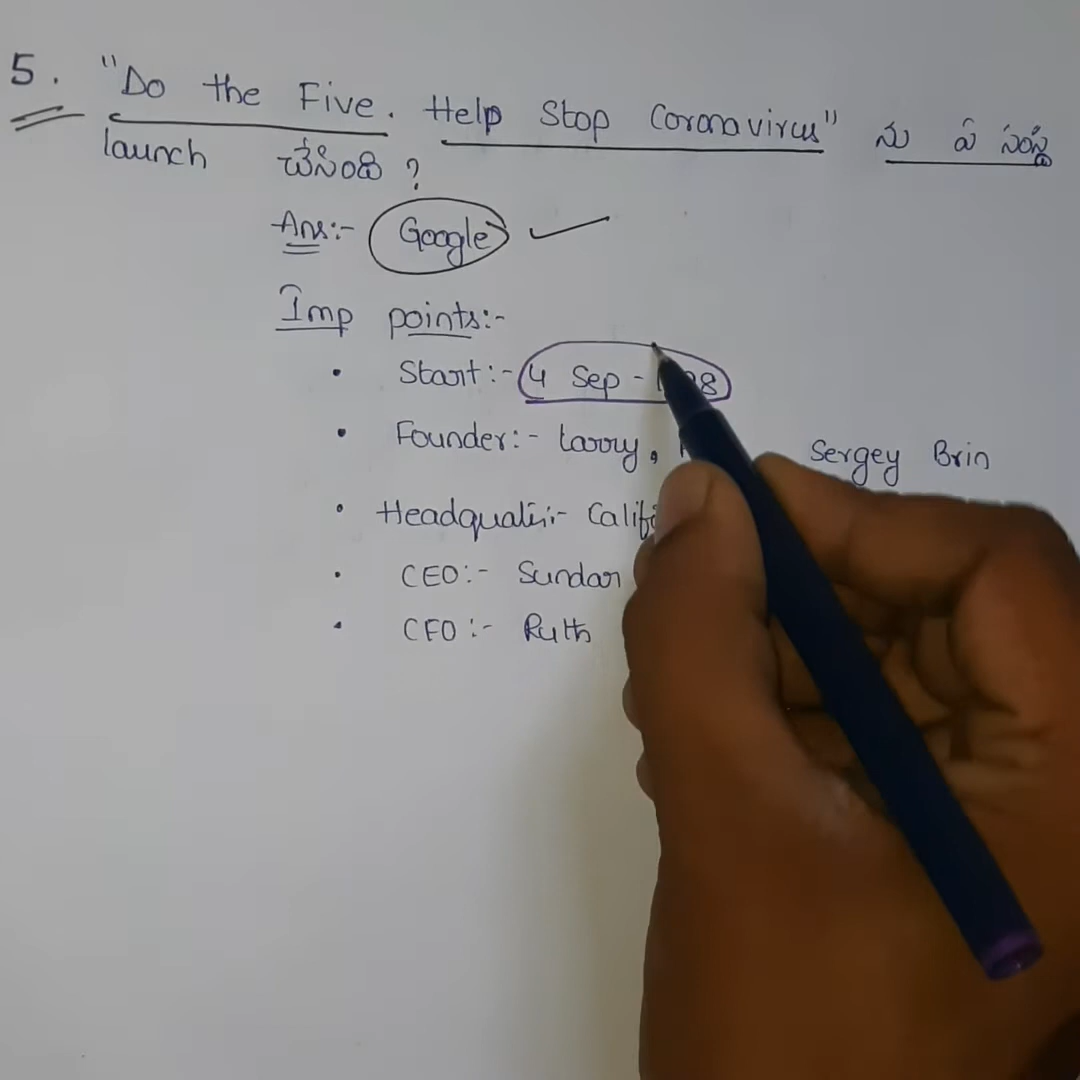 5. "Do the Five. Help Stop Coronavirus" ను ఏ సంస్థ
launch చేసింది ?
Ans:- Google
Imp points:-
• Start:- 4 Sep -
• Founder:- Larry, Sergey Brin
• :-
• CEO:- Sundar
• CFO:- Ruth